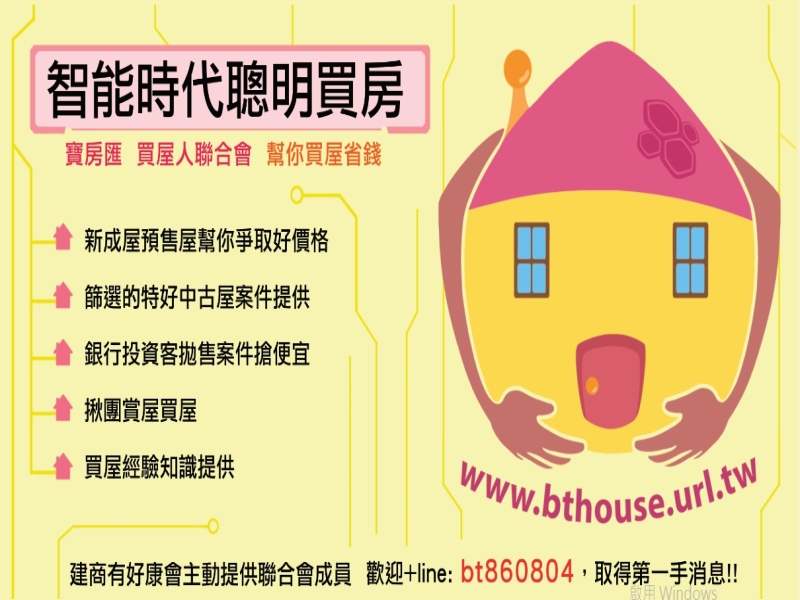 智能時代聰明買房
寶房匯 買屋人聯合會 幫你買屋省錢
新成屋預售屋幫你爭取好價格
篩選的特好中古屋案件提供
銀行投資客拋售案件搶便宜
揪團賞屋買屋
買屋經驗知識提供
www.bthouse.url.tw
建商有好康會主動提供聯合會成員 歡迎+line: bt860804，取得第一手消息!!
啟用 Windows